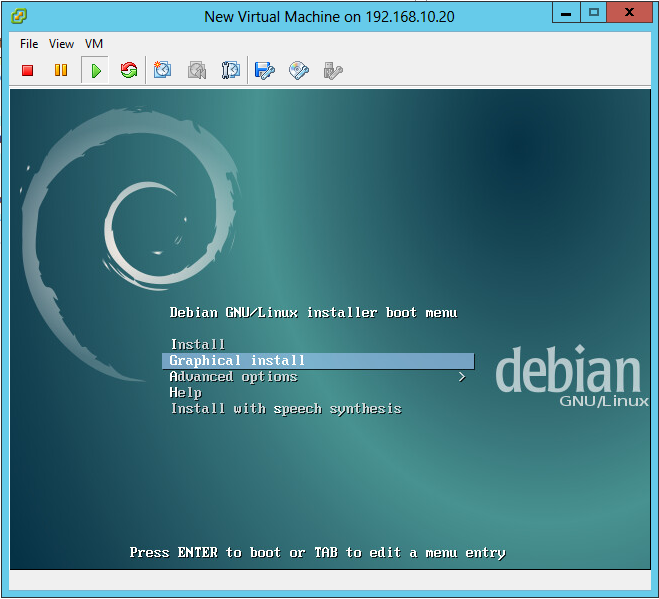 New Virtual Machine on 192.168.10.20
File View VM
Debian GNU/Linux installer boot menu
Install
Graphical install
Advanced options >
Help
Install with speech synthesis
debian
GNU/Linux
Press ENTER to boot or TAB to edit a menu entry